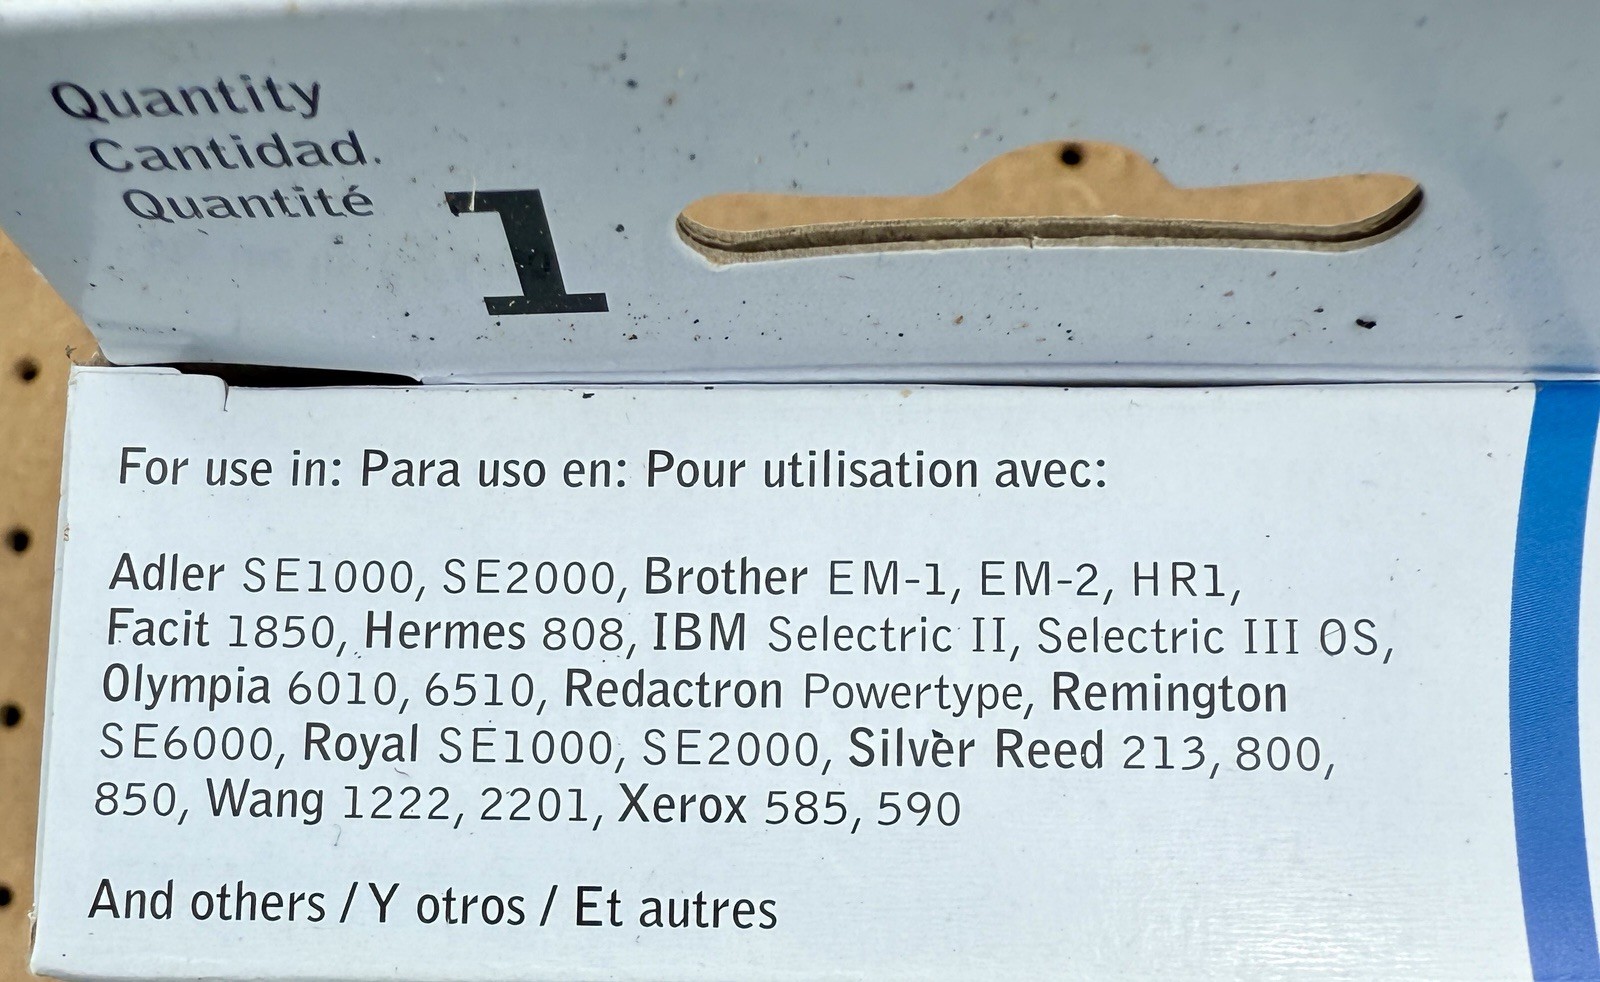 Quantity
Cantidad.
Quantité
1
For use in: Para uso en: Pour utilisation avec:
Adler SE1000, SE2000, Brother EM-1, EM-2, HR1,
Facit 1850, Hermes 808, IBM Selectric II, Selectric III OS,
Olympia 6010, 6510, Redactron Powertype, Remington
SE6000, Royal SE1000, SE2000, Silver Reed 213, 800,
850, Wang 1222, 2201, Xerox 585, 590
And others / Y otros / Et autres